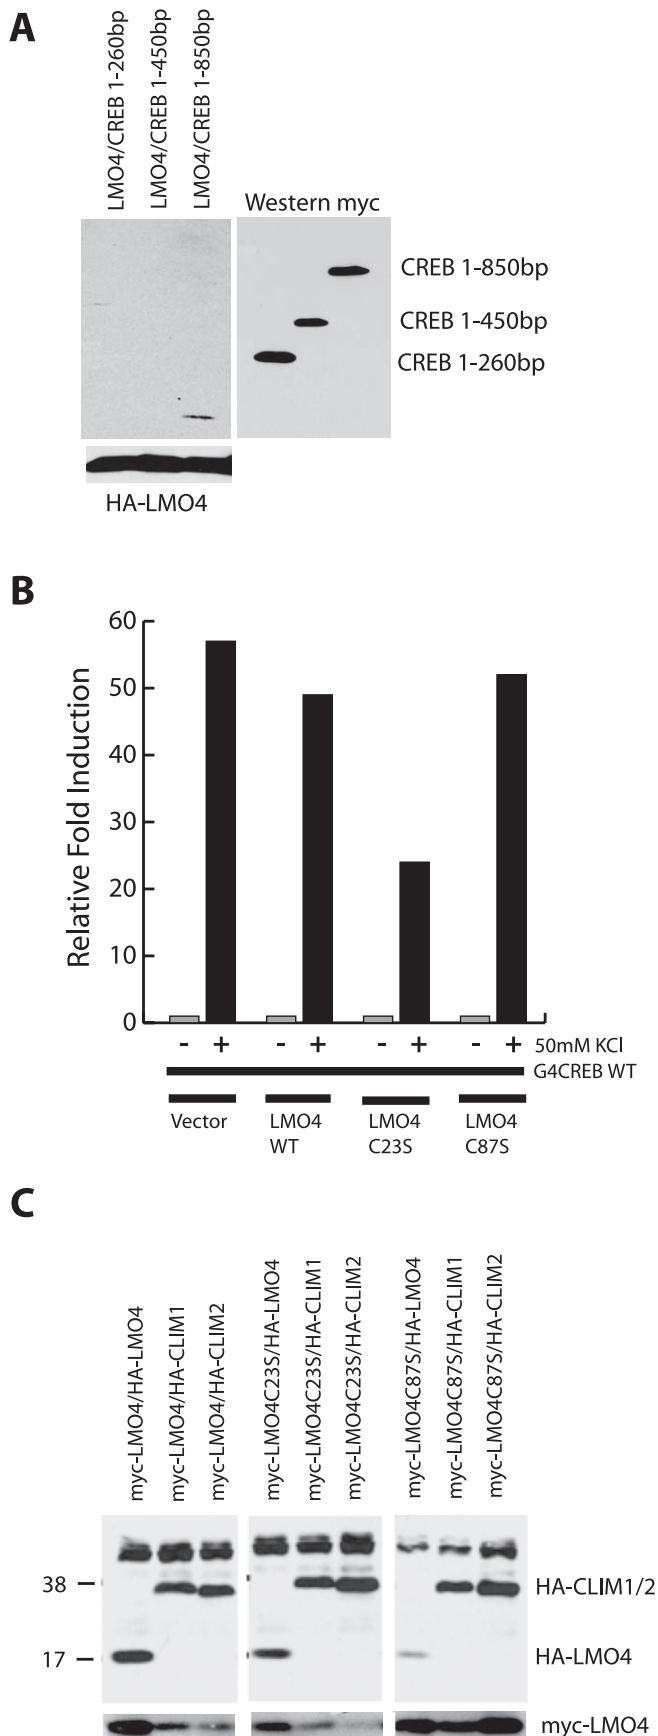 A
LMO4/CREB 1-260bp
LMO4/CREB 1-450bp
LMO4/CREB 1-850bp
Western myc
CREB 1-850bp
CREB 1-450bp
CREB 1-260bp
HA-LMO4
B
Relative Fold Induction
60
50
40
30
20
10
0
- + - + - + - + 50mM KCl
G4CREB WT
Vector LMO4 LMO4 LMO4
WT C23S C87S
C
myc-LMO4/HA-LMO4
myc-LMO4/HA-CLIM1
myc-LMO4/HA-CLIM2
myc-LMO4C23S/HA-LMO4
myc-LMO4C23S/HA-CLIM1
myc-LMO4C23S/HA-CLIM2
myc-LMO4C87S/HA-LMO4
myc-LMO4C87S/HA-CLIM1
myc-LMO4C87S/HA-CLIM2
38
HA-CLIM1/2
17
HA-LMO4
myc-LMO4